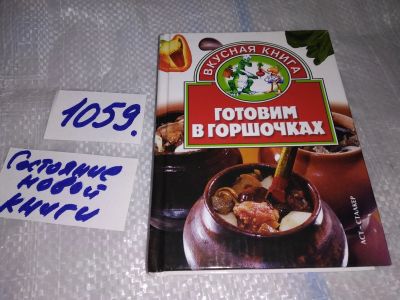 1059.
Состояние
новой
книги
ВКУСНАЯ КНИГА
ГОТОВИМ
В ГОРШОЧКАХ
АСТ – СТАЛКЕР